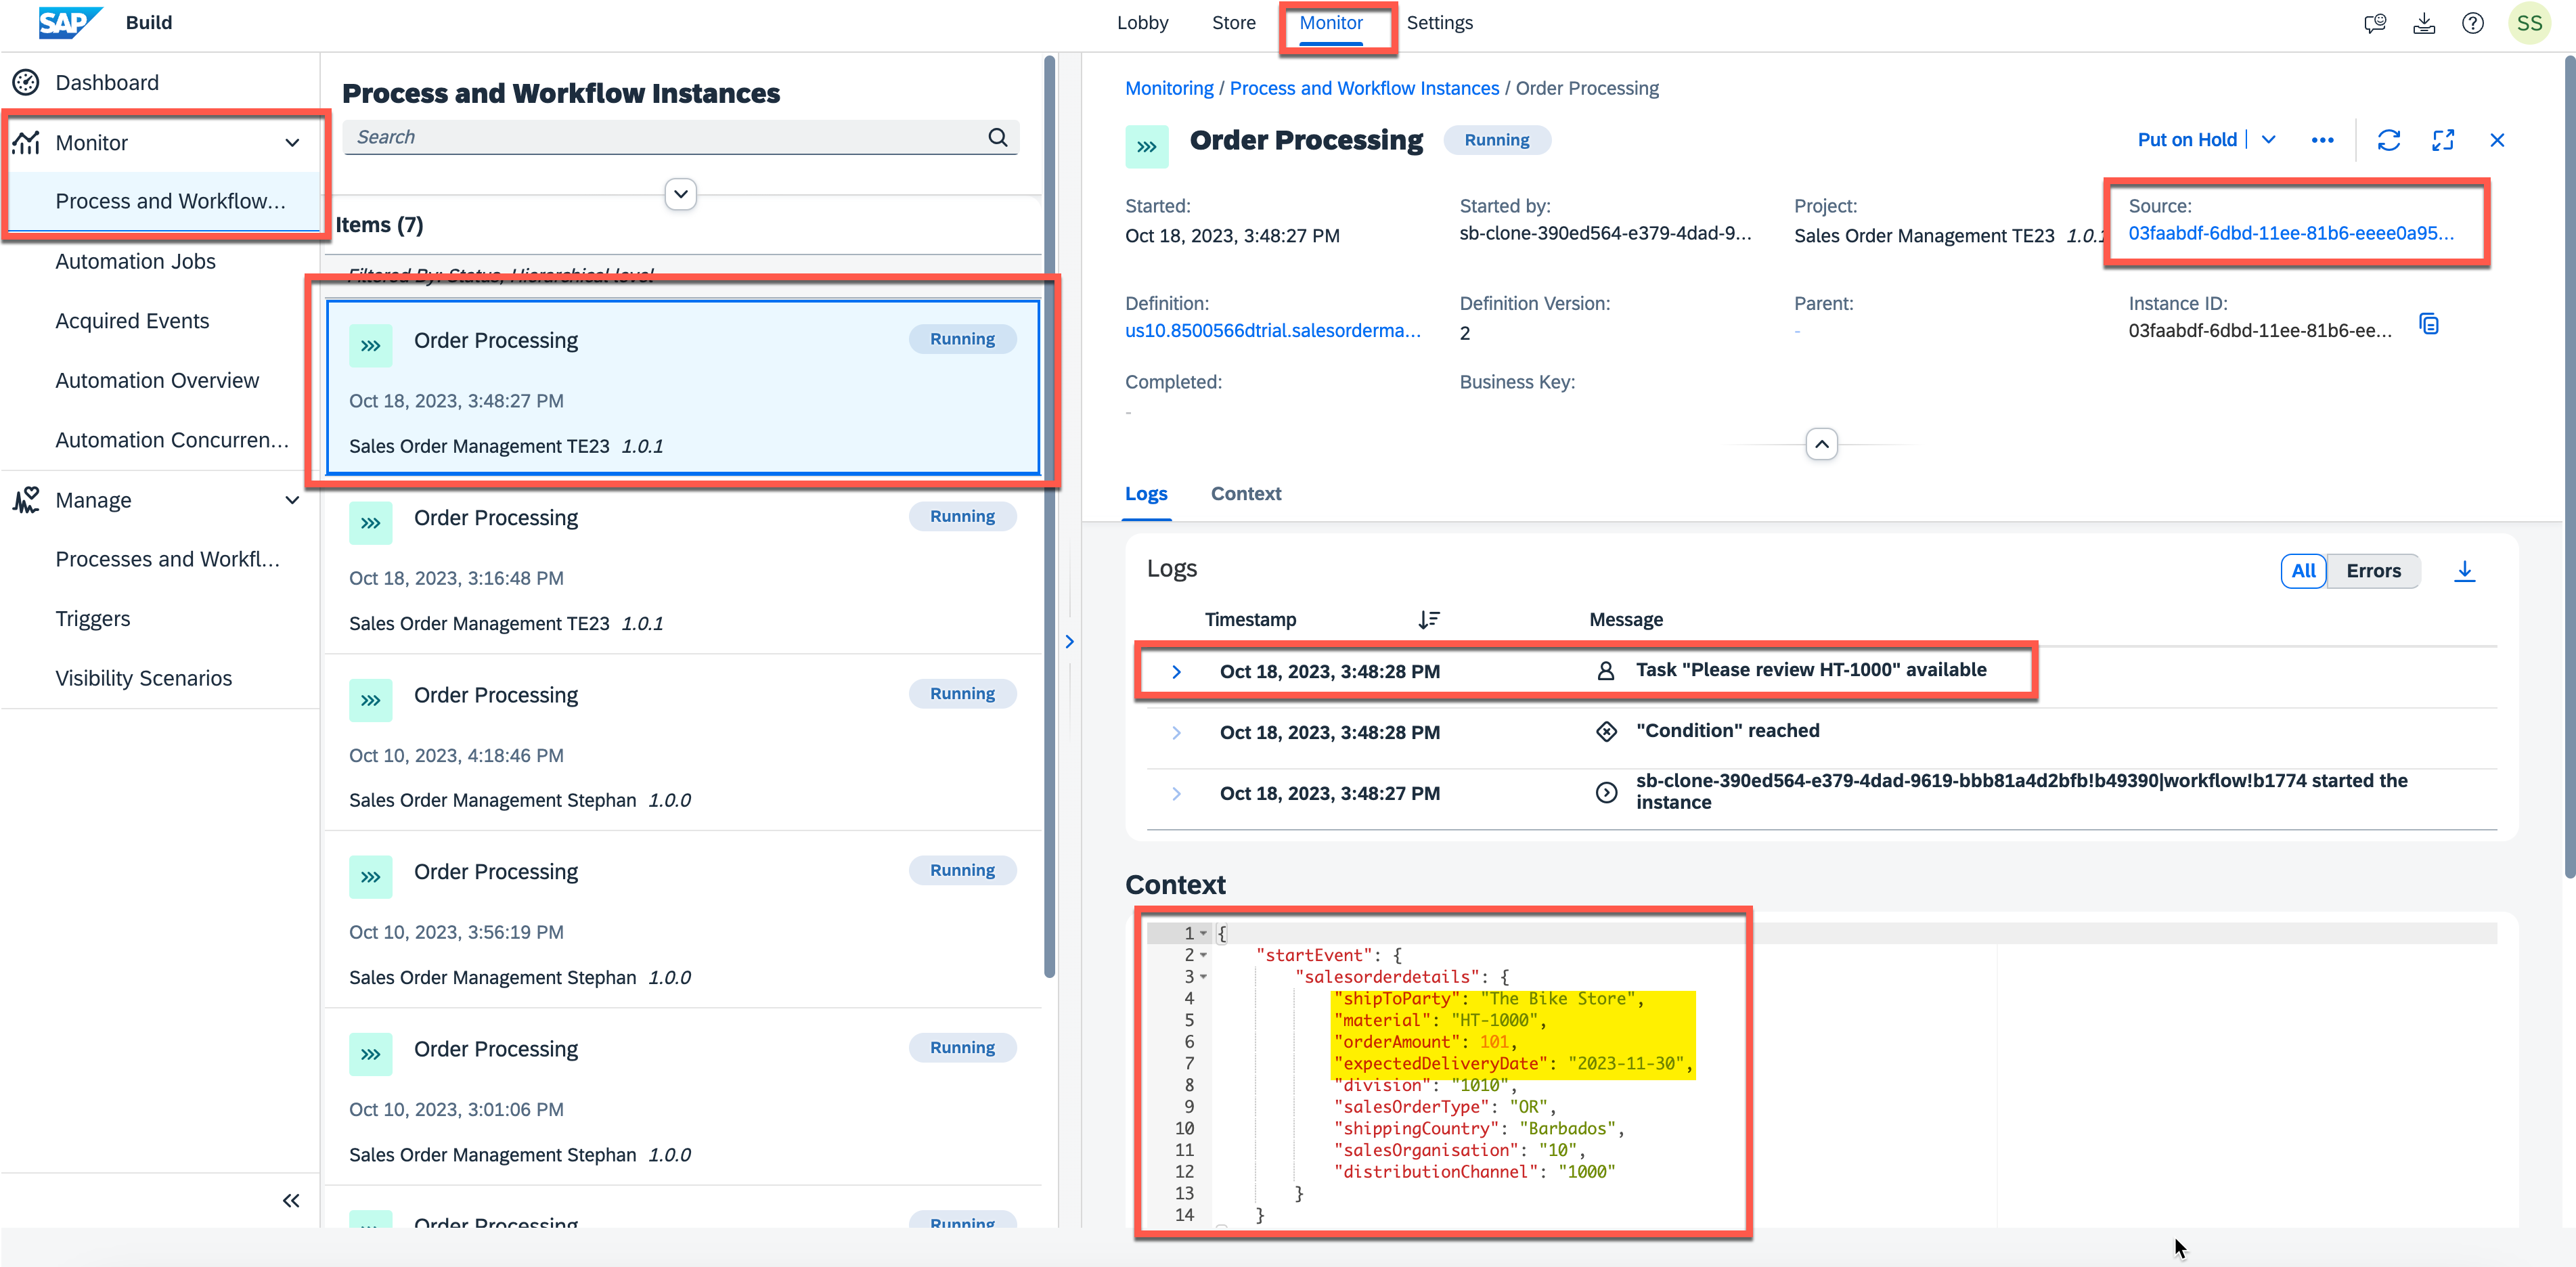 SAP Build
Lobby Store Monitor Settings
SS
Dashboard
Monitor
Process and Workflow...
Automation Jobs
Acquired Events
Automation Overview
Automation Concurren...
Manage
Processes and Workfl...
Triggers
Visibility Scenarios
Process and Workflow Instances
Search
Items (7)
Filtered By: Status, Hierarchical level
Order Processing Running
Oct 18, 2023, 3:48:27 PM
Sales Order Management TE23 1.0.1
Order Processing Running
Oct 18, 2023, 3:16:48 PM
Sales Order Management TE23 1.0.1
Order Processing Running
Oct 10, 2023, 4:18:46 PM
Sales Order Management Stephan 1.0.0
Order Processing Running
Oct 10, 2023, 3:56:19 PM
Sales Order Management Stephan 1.0.0
Order Processing Running
Oct 10, 2023, 3:01:06 PM
Sales Order Management Stephan 1.0.0
Order Processing Running
Monitoring / Process and Workflow Instances / Order Processing
Order Processing Running
Put on Hold
Started:
Oct 18, 2023, 3:48:27 PM
Started by:
sb-clone-390ed564-e379-4dad-9...
Project:
Sales Order Management TE23 1.0.1
Source:
03faabdf-6dbd-11ee-81b6-eeee0a95...
Definition:
us10.8500566dtrial.salesorderma...
Definition Version:
2
Parent:
-
Instance ID:
03faabdf-6dbd-11ee-81b6-ee...
Completed:
-
Business Key:
Logs Context
Logs
All Errors
Timestamp Message
Oct 18, 2023, 3:48:28 PM Task "Please review HT-1000" available
Oct 18, 2023, 3:48:28 PM "Condition" reached
Oct 18, 2023, 3:48:27 PM sb-clone-390ed564-e379-4dad-9619-bbb81a4d2bfb!b49390|workflow!b1774 started the
instance
Context
1 {
2 "startEvent": {
3 "salesorderdetails": {
4 "shipToParty": "The Bike Store",
5 "material": "HT-1000",
6 "orderAmount": 101,
7 "expectedDeliveryDate": "2023-11-30",
8 "division": "1010",
9 "salesOrderType": "OR",
10 "shippingCountry": "Barbados",
11 "salesOrganisation": "10",
12 "distributionChannel": "1000"
13 }
14 }